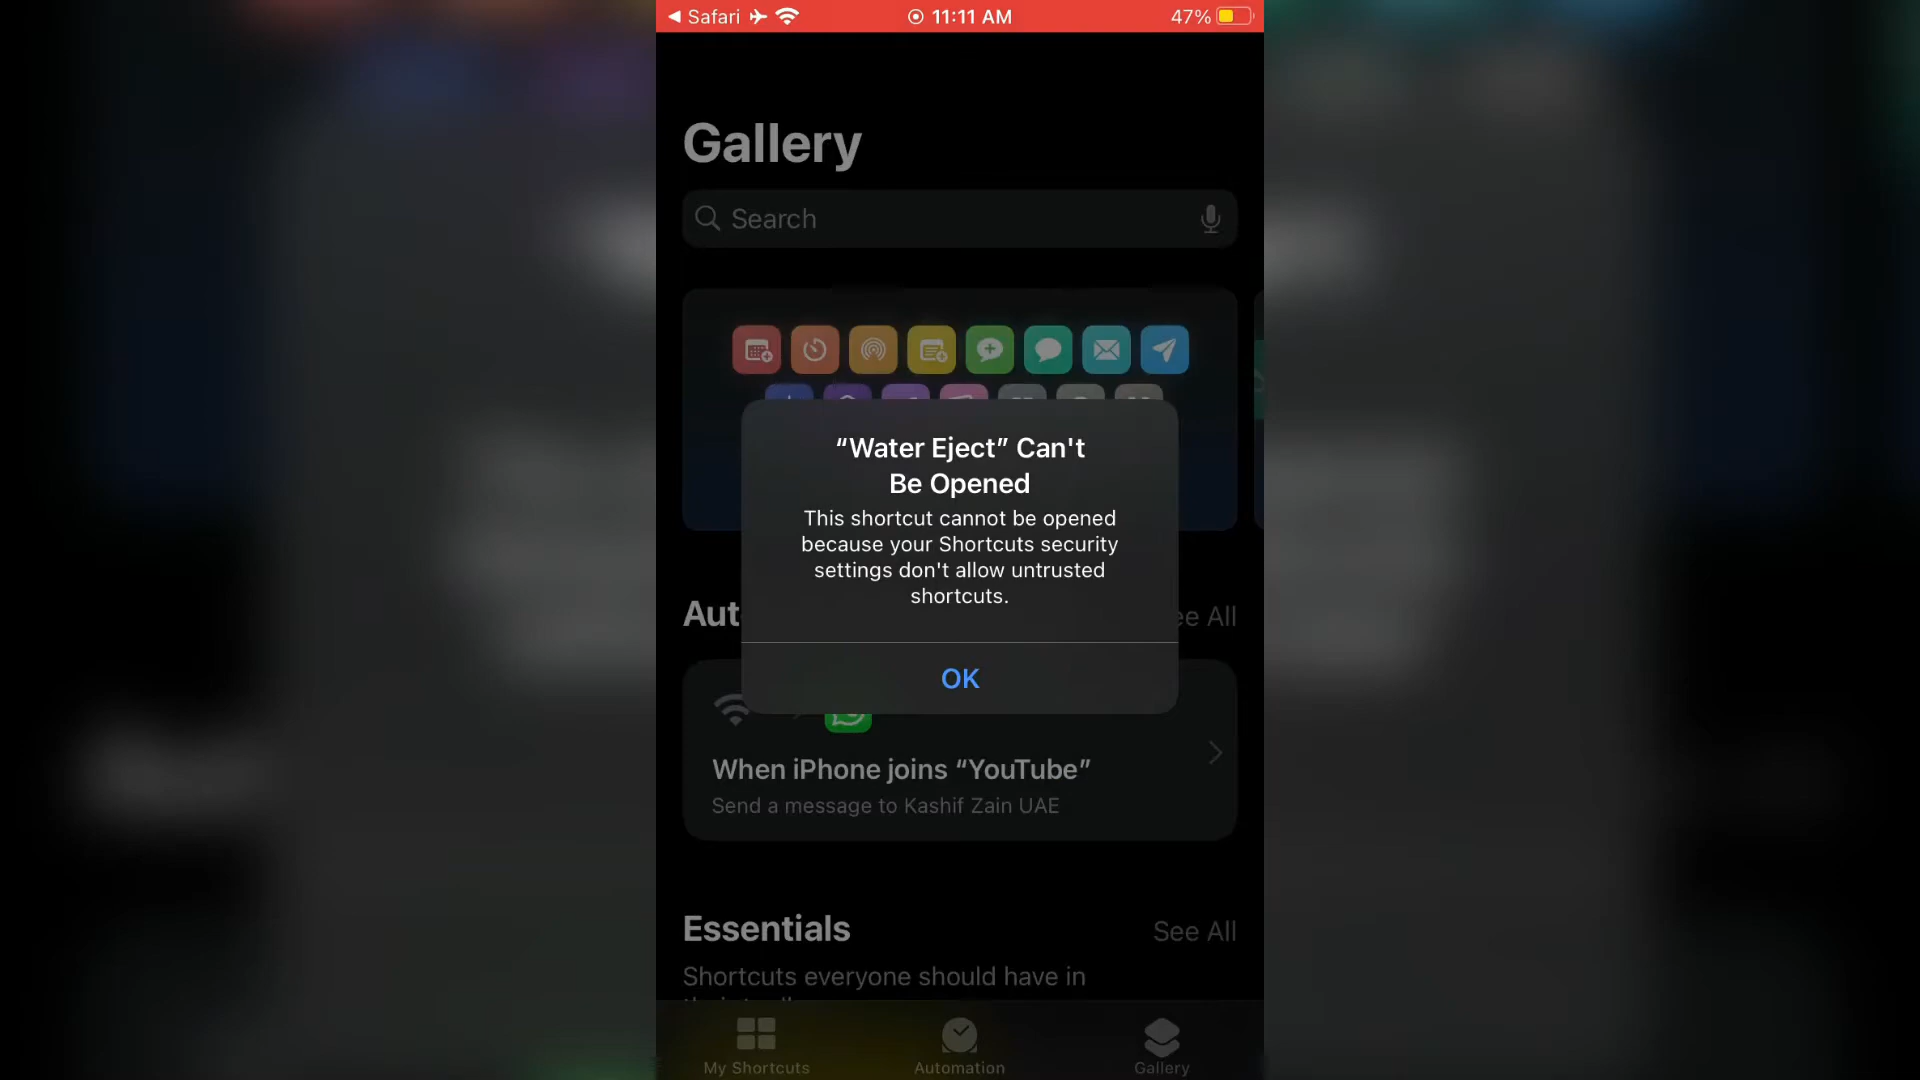 Safari
11:11 AM
47%
Gallery
Search
“Water Eject” Can't
Be Opened
This shortcut cannot be opened
because your Shortcuts security
settings don't allow untrusted
shortcuts.
See All
OK
When iPhone joins “YouTube”
Send a message to Kashif Zain UAE
Essentials
See All
Shortcuts everyone should have in
My Shortcuts
Automation
Gallery